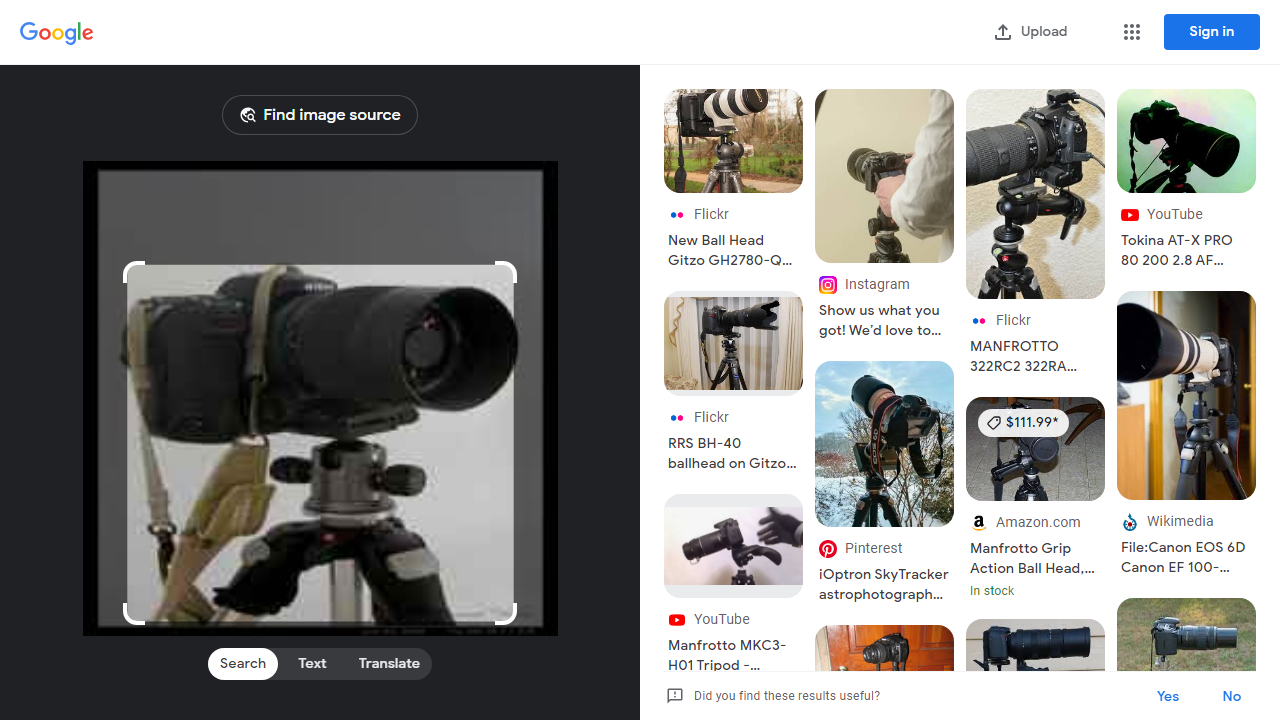 Google
Upload
Sign in
Find image source
Search
Text
Translate
Flickr
New Ball Head
Gitzo GH2780-Q...
Flickr
RRS BH-40
ballhead on Gitzo...
YouTube
Manfrotto MKC3-
H01 Tripod -...
Instagram
Show us what you
got! We'd love to...
Pinterest
iOptron SkyTracker
astrophotograph...
Flickr
MANFROTTO
322RC2 322RA...
$111.99*
Amazon.com
Manfrotto Grip
Action Ball Head,...
In stock
YouTube
Tokina AT-X PRO
80 200 2.8 AF...
Wikimedia
File:Canon EOS 6D
Canon EF 100-...
Did you find these results useful?
Yes
No